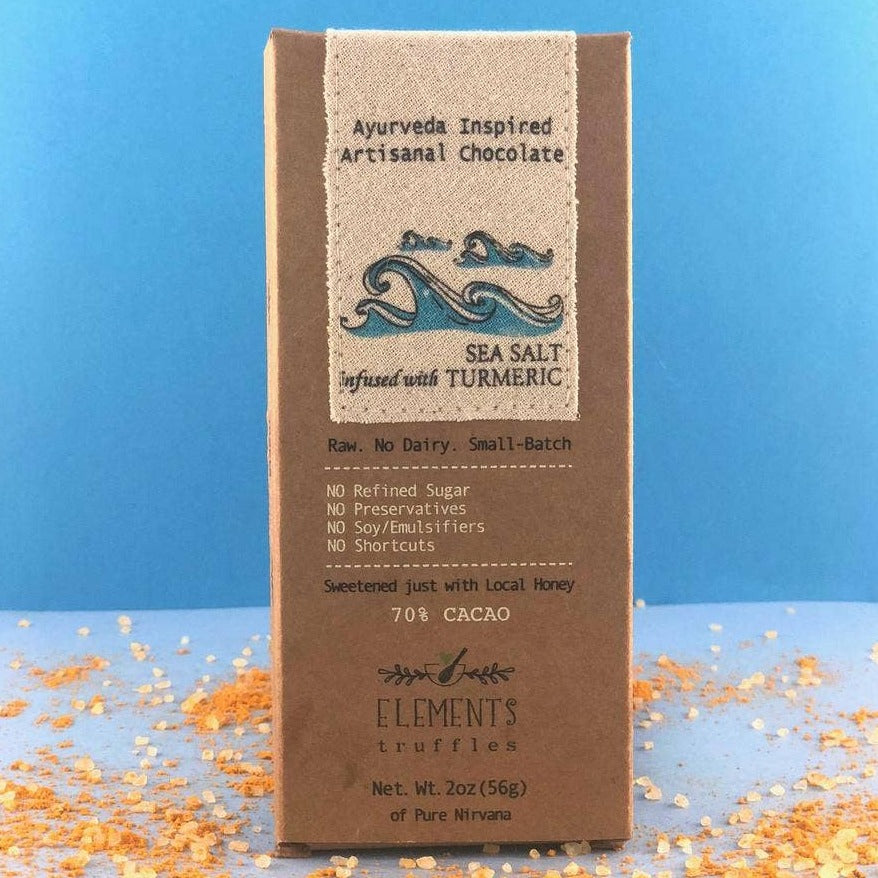 Ayurveda Inspired
Artisanal Chocolate
SEA SALT
infused with TURMERIC
Raw. No Dairy. Small-Batch
NO Refined Sugar
NO Preservatives
NO Soy/Emulsifiers
NO Shortcuts
Sweetened just with Local Honey
70% CACAO
ELEMENTS
truffles
Net. Wt. 2oz(56g)
of Pure Nirvana